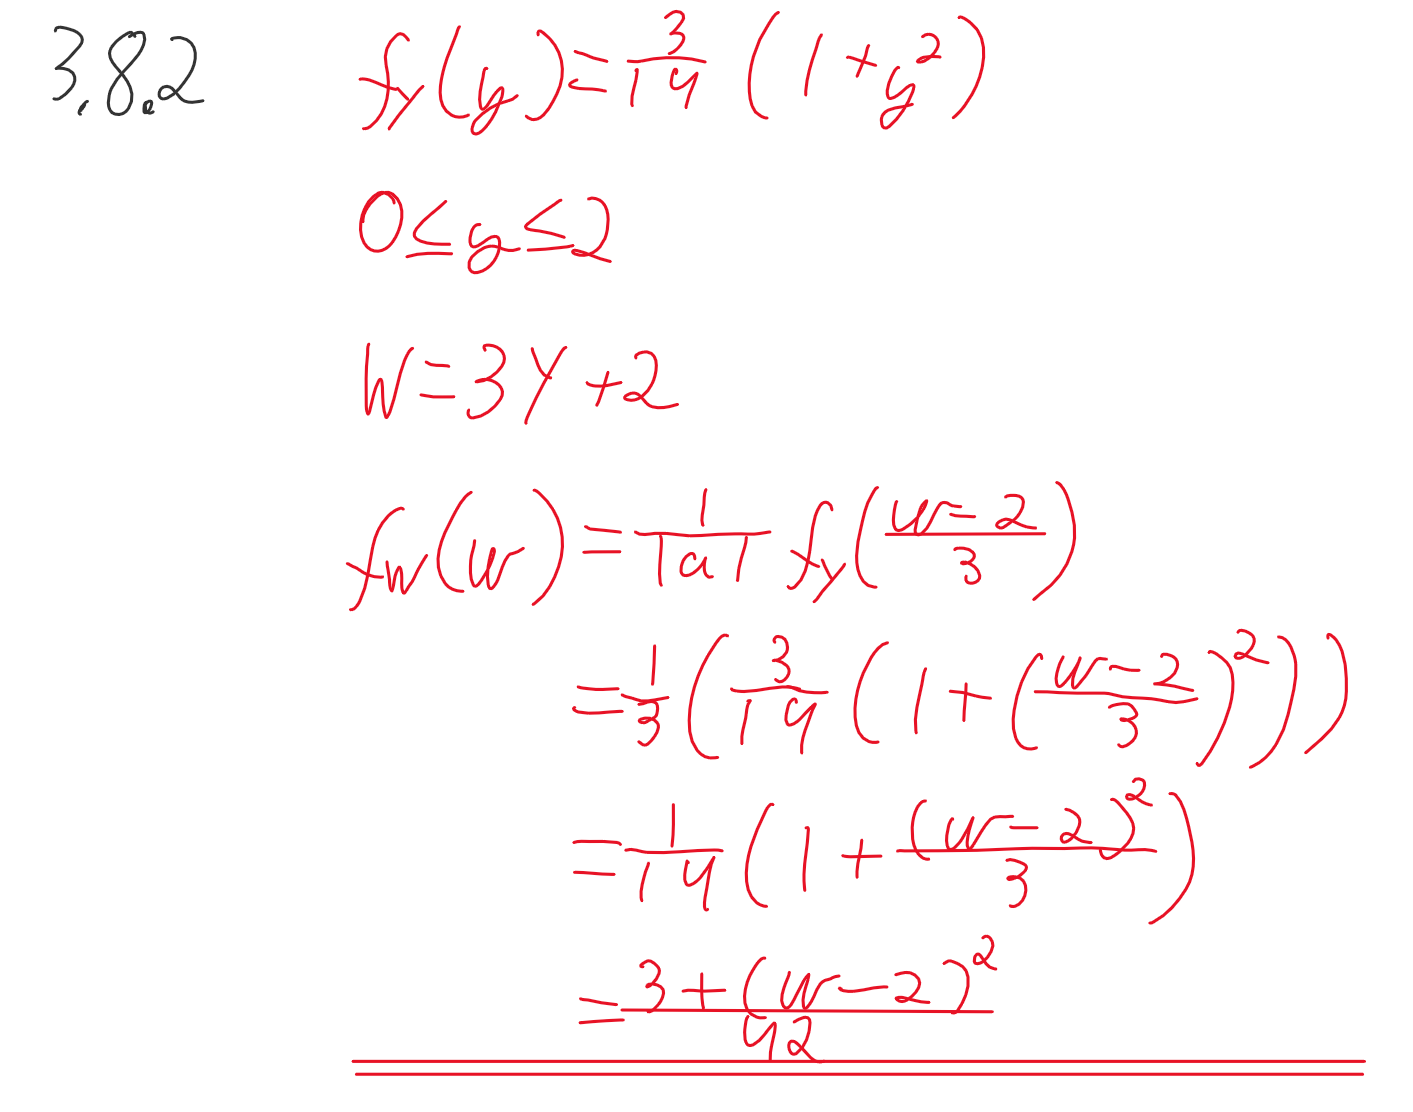 3.8.2 f_Y(y) = 3/14 (1 + y²)
0 ≤ y ≤ 2
W = 3Y + 2
f_W(w) = 1/|a| f_Y((w − 2)/3)
= 1/3 (3/14 (1 + ((w − 2)/3)²))
= 1/14 (1 + (w − 2)²/3)
= (3 + (w − 2)²)/42